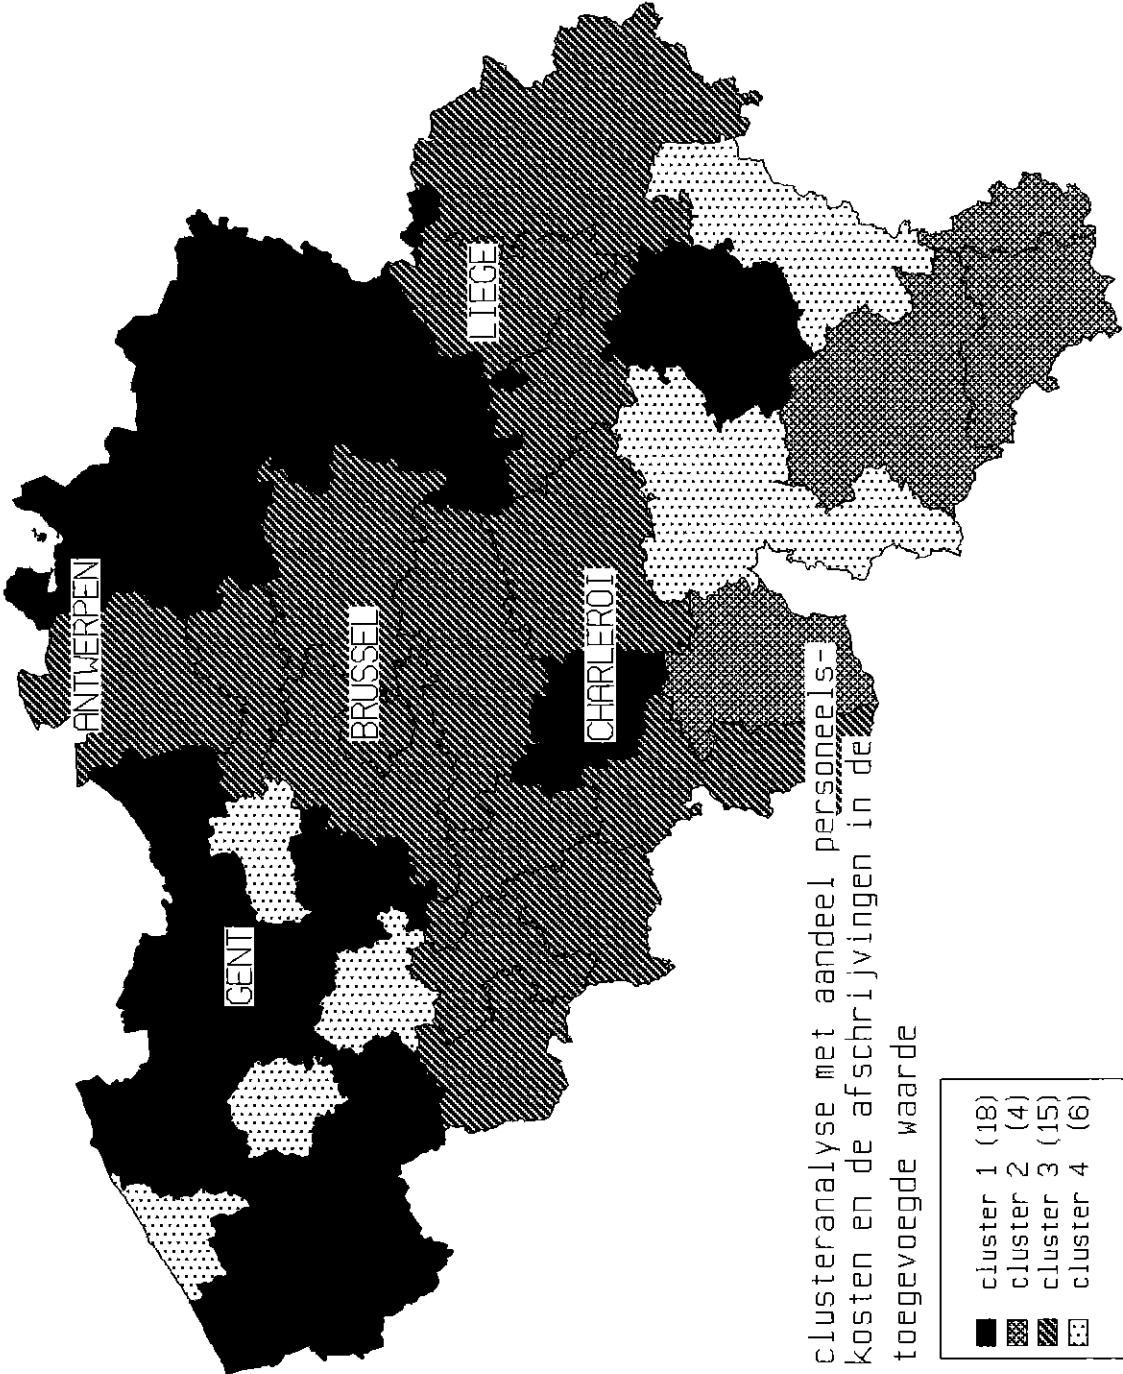 ANTWERPEN
GENT
BRUSSEL
LIEGE
CHARLEROI
clusteranalyse met aandeel personeels-
kosten en de afschrijvingen in de
toegevoegde waarde
cluster 1 (18)
cluster 2 (4)
cluster 3 (15)
cluster 4 (6)